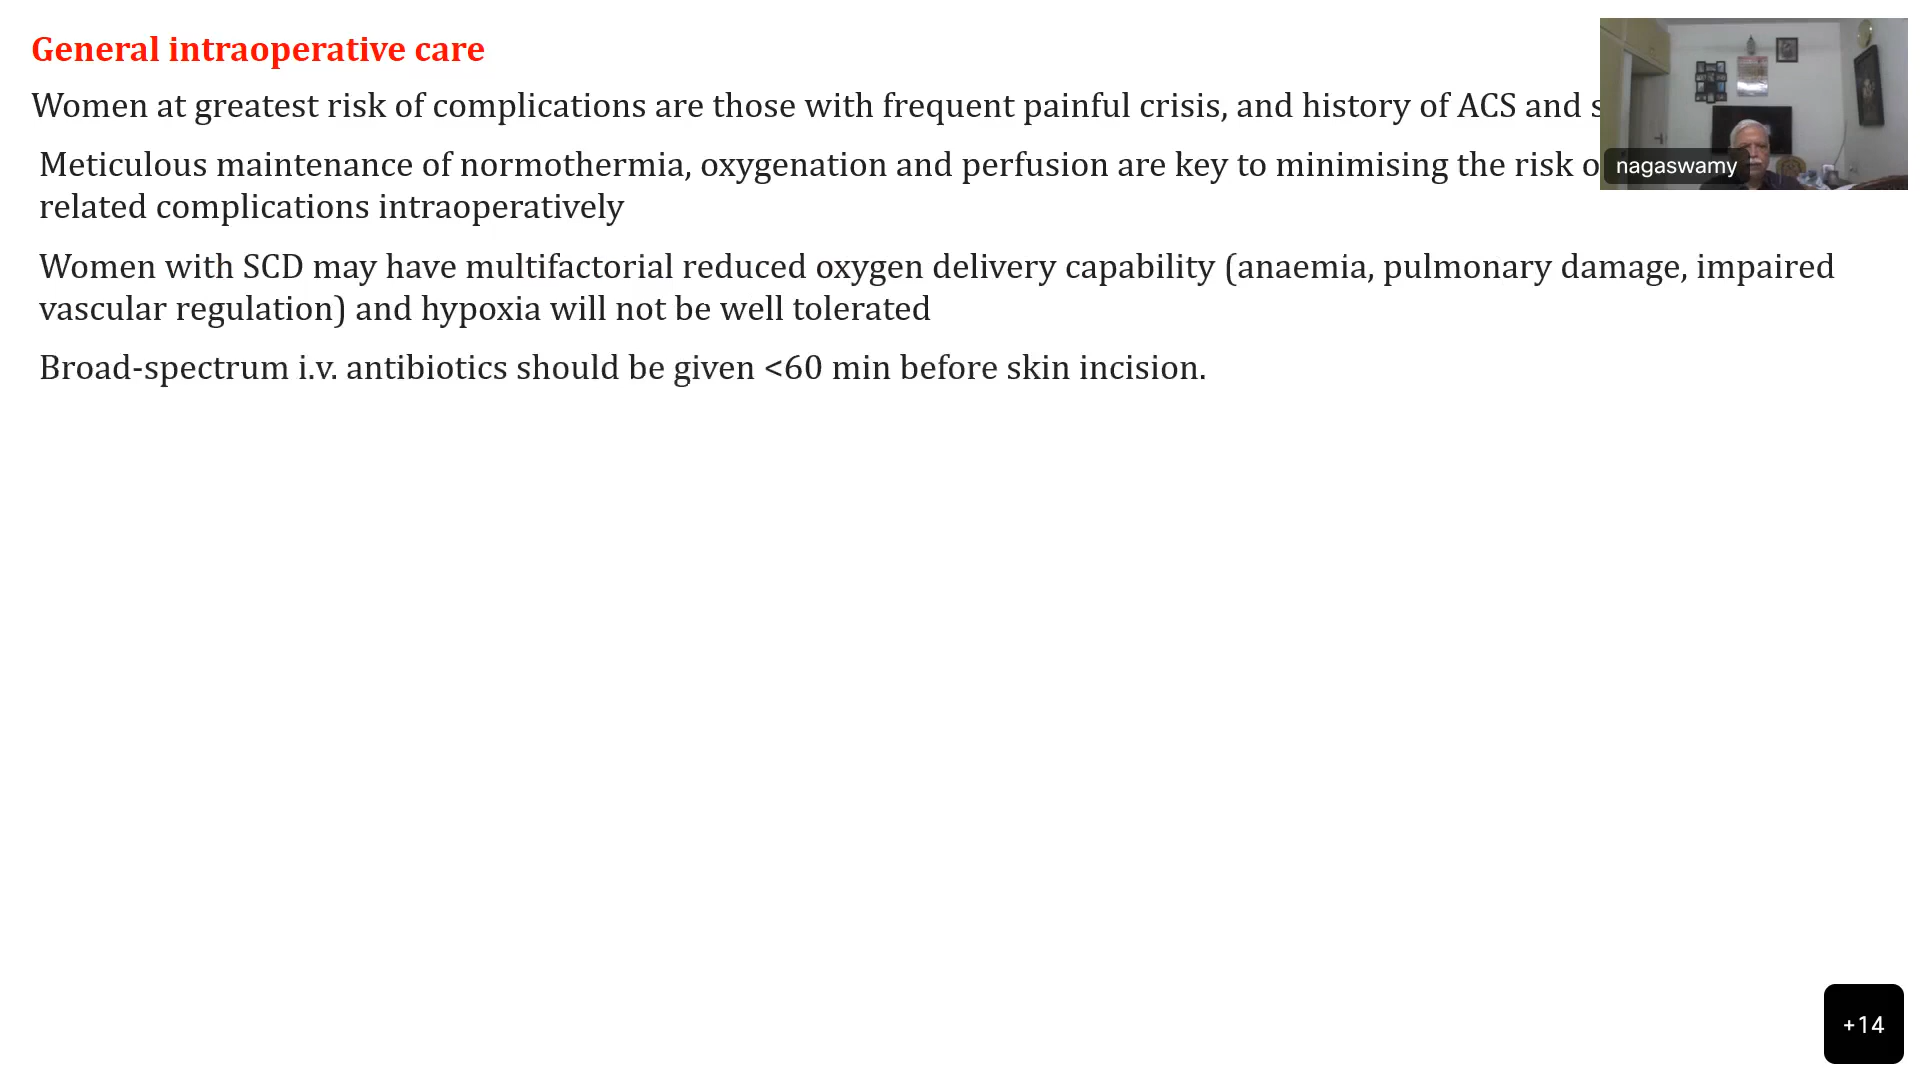 General intraoperative care
Women at greatest risk of complications are those with frequent painful crisis, and history of ACS and
Meticulous maintenance of normothermia, oxygenation and perfusion are key to minimising the risk
related complications intraoperatively
Women with SCD may have multifactorial reduced oxygen delivery capability (anaemia, pulmonary damage, impaired
vascular regulation) and hypoxia will not be well tolerated
Broad-spectrum i.v. antibiotics should be given <60 min before skin incision.
nagaswamy
+14